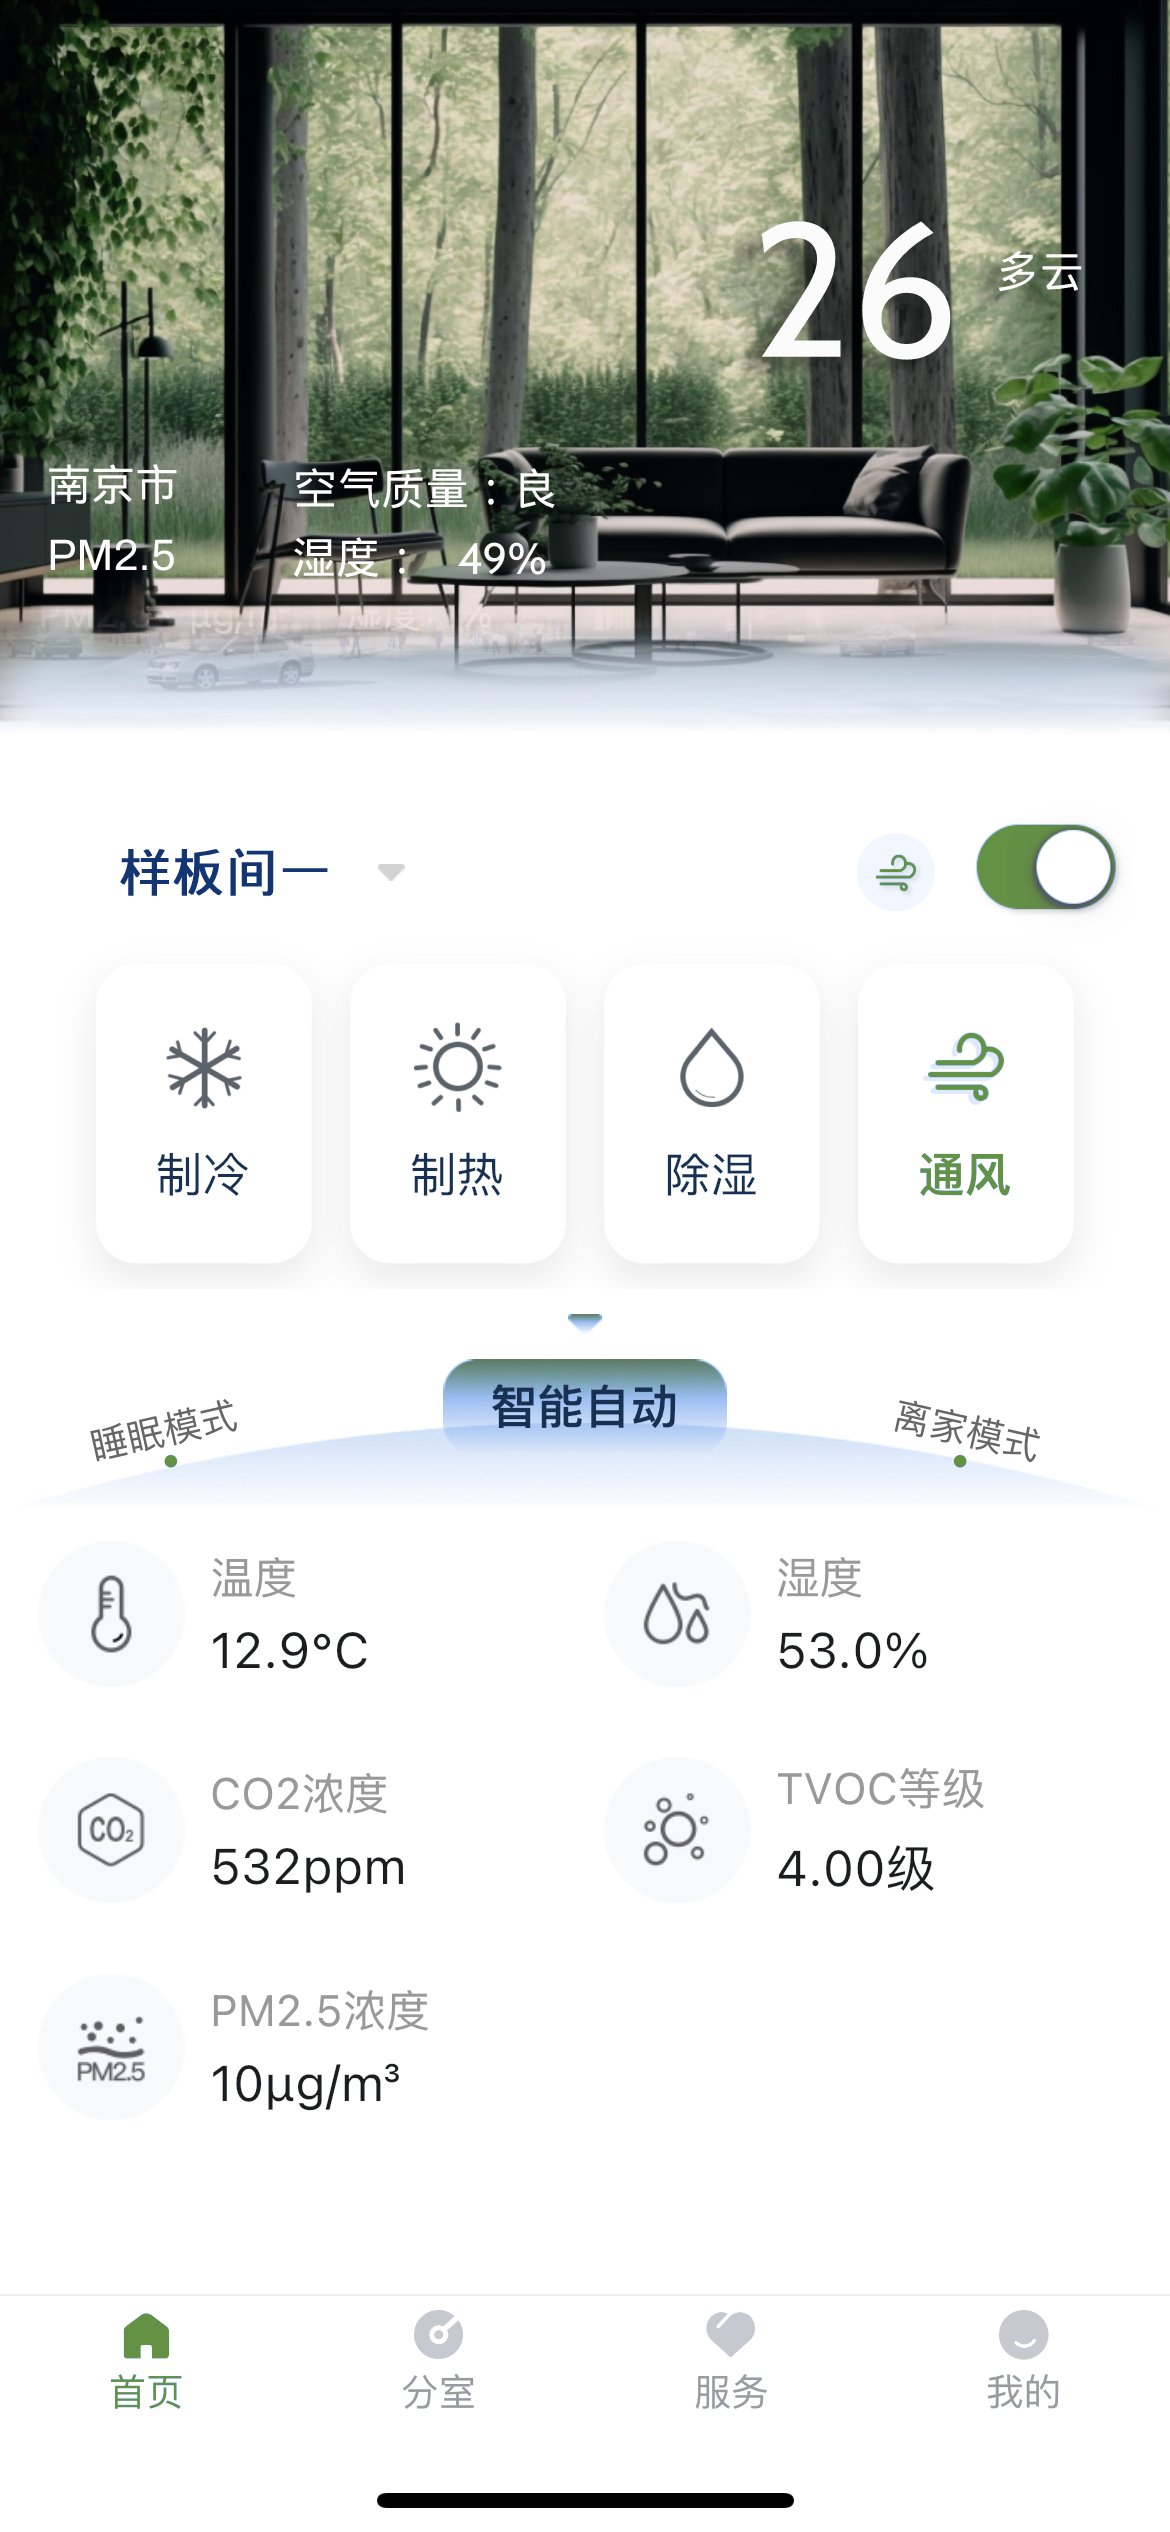 26 多云
南京市 空气质量：良
PM2.5 湿度： 49%
样板间一
制冷 制热 除湿 通风
睡眠模式 智能自动 离家模式
温度 湿度
12.9°C 53.0%
CO2浓度 TVOC等级
CO₂
532ppm 4.00级
PM2.5浓度
PM2.5
10μg/m³
首页 分室 服务 我的